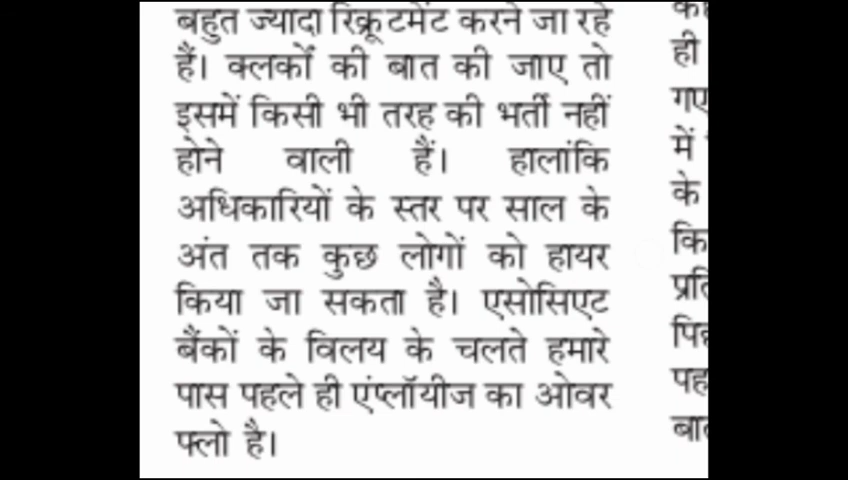 बहुत ज्यादा रिक्रूटमेंट करने जा रहे
हैं। क्लर्कों की बात की जाए तो
इसमें किसी भी तरह की भर्ती नहीं
होने वाली हैं। हालांकि
अधिकारियों के स्तर पर साल के
अंत तक कुछ लोगों को हायर
किया जा सकता है। एसोसिएट
बैंकों के विलय के चलते हमारे
पास पहले ही एंप्लॉयीज का ओवर
फ्लो है।
ही
में
के